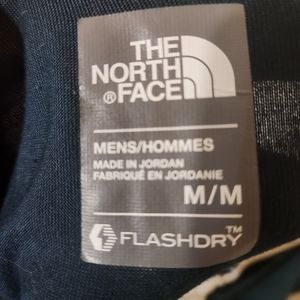 THE
NORTH
FACE
®
MENS/HOMMES
MADE IN JORDAN
FABRIQUÉ EN JORDANIE
M/M
FLASHDRY™